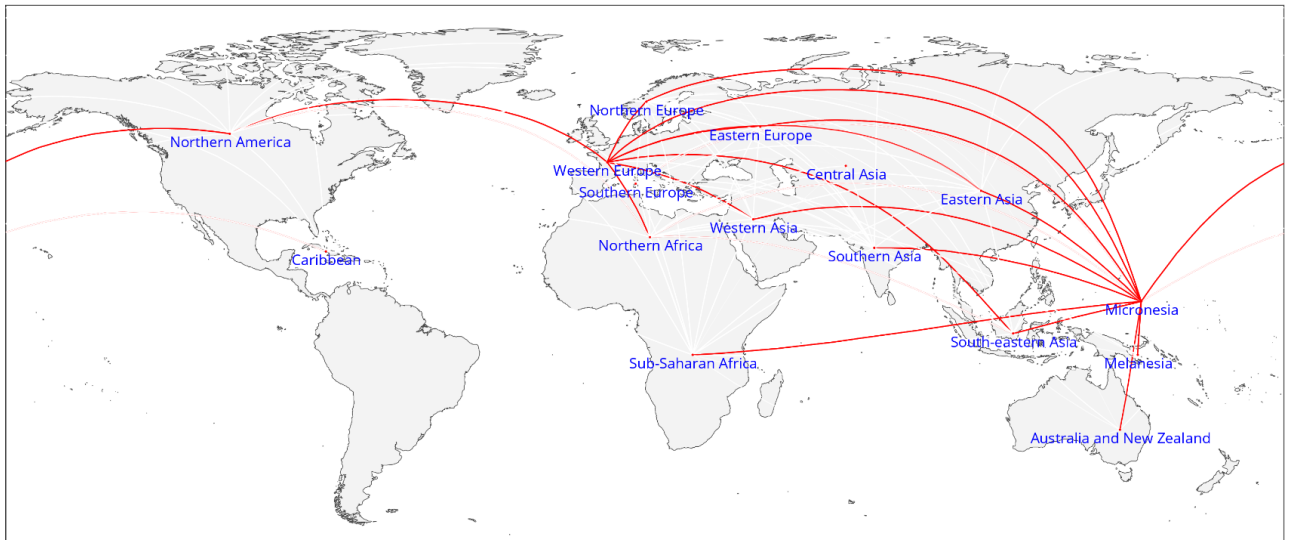 Northern Europe
Eastern Europe
Northern America
Western Europe
Central Asia
Southern Europe
Eastern Asia
Western Asia
Northern Africa
Southern Asia
Caribbean
Micronesia
South-eastern Asia
Sub-Saharan Africa
Melanesia
Australia and New Zealand